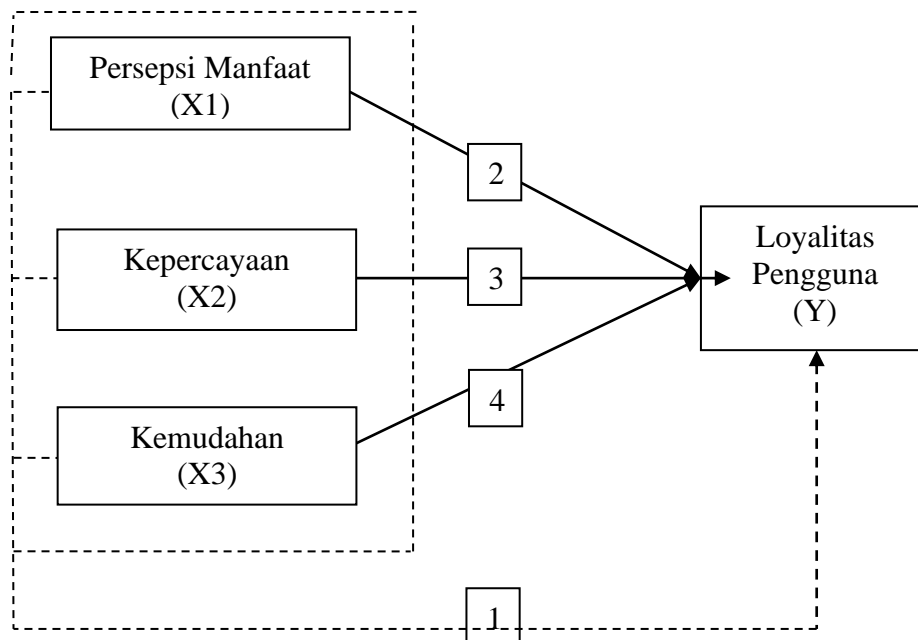 Persepsi Manfaat
(X1)
2
Kepercayaan
(X2)
3
Loyalitas
Pengguna
(Y)
4
Kemudahan
(X3)
1